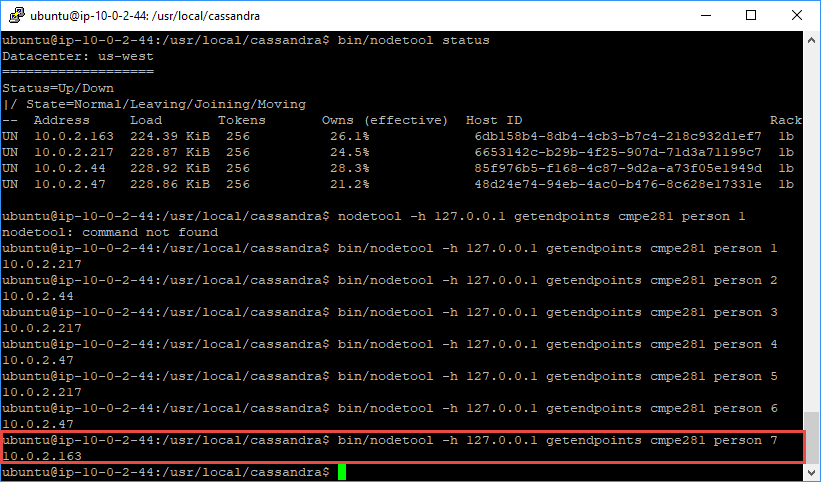 ubuntu@ip-10-0-2-44: /usr/local/cassandra
ubuntu@ip-10-0-2-44:/usr/local/cassandra$ bin/nodetool status
Datacenter: us-west
===================
Status=Up/Down
|/ State=Normal/Leaving/Joining/Moving
--  Address     Load       Tokens       Owns (effective)  Host ID                               Rack
UN  10.0.2.163  224.39 KiB  256          26.1%             6db158b4-8db4-4cb3-b7c4-218c932d1ef7  1b
UN  10.0.2.217  228.87 KiB  256          24.5%             6653142c-b29b-4f25-907d-71d3a71199c7  1b
UN  10.0.2.44   228.92 KiB  256          28.3%             85f976b5-f168-4c87-9d2a-a73f05e1949d  1b
UN  10.0.2.47   228.86 KiB  256          21.2%             48d24e74-94eb-4ac0-b476-8c628e17331e  1b
ubuntu@ip-10-0-2-44:/usr/local/cassandra$ nodetool -h 127.0.0.1 getendpoints cmpe281 person 1
nodetool: command not found
ubuntu@ip-10-0-2-44:/usr/local/cassandra$ bin/nodetool -h 127.0.0.1 getendpoints cmpe281 person 1
10.0.2.217
ubuntu@ip-10-0-2-44:/usr/local/cassandra$ bin/nodetool -h 127.0.0.1 getendpoints cmpe281 person 2
10.0.2.44
ubuntu@ip-10-0-2-44:/usr/local/cassandra$ bin/nodetool -h 127.0.0.1 getendpoints cmpe281 person 3
10.0.2.217
ubuntu@ip-10-0-2-44:/usr/local/cassandra$ bin/nodetool -h 127.0.0.1 getendpoints cmpe281 person 4
10.0.2.47
ubuntu@ip-10-0-2-44:/usr/local/cassandra$ bin/nodetool -h 127.0.0.1 getendpoints cmpe281 person 5
10.0.2.217
ubuntu@ip-10-0-2-44:/usr/local/cassandra$ bin/nodetool -h 127.0.0.1 getendpoints cmpe281 person 6
10.0.2.47
ubuntu@ip-10-0-2-44:/usr/local/cassandra$ bin/nodetool -h 127.0.0.1 getendpoints cmpe281 person 7
10.0.2.163
ubuntu@ip-10-0-2-44:/usr/local/cassandra$